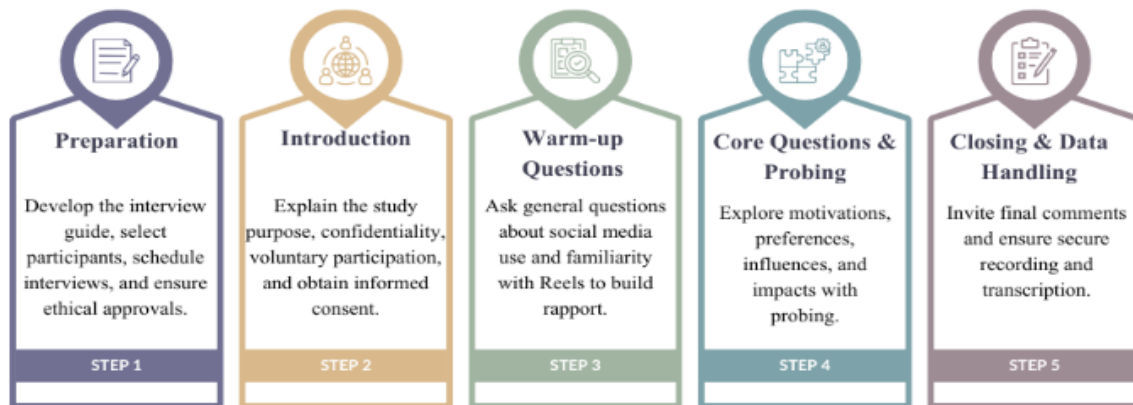 Preparation
Develop the interview
guide, select
participants, schedule
interviews, and ensure
ethical approvals.
STEP 1
Introduction
Explain the study
purpose, confidentiality,
voluntary participation,
and obtain informed
consent.
STEP 2
Warm-up
Questions
Ask general questions
about social media
use and familiarity
with Reels to build
rapport.
STEP 3
Core Questions &
Probing
Explore motivations,
preferences,
influences, and
impacts with
probing.
STEP 4
Closing & Data
Handling
Invite final comments
and ensure secure
recording and
transcription.
STEP 5